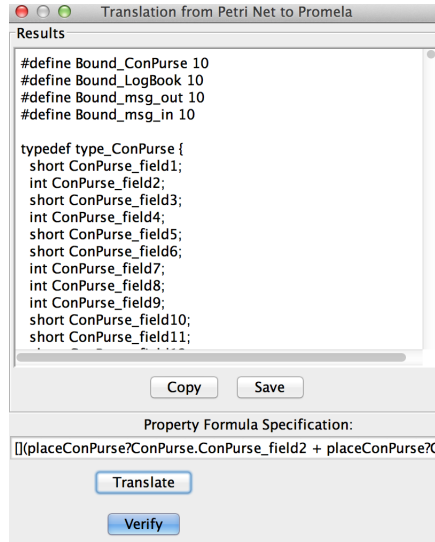 Translation from Petri Net to Promela
Results
#define Bound_ConPurse 10
#define Bound_LogBook 10
#define Bound_msg_out 10
#define Bound_msg_in 10
typedef type_ConPurse {
short ConPurse_field1;
int ConPurse_field2;
short ConPurse_field3;
int ConPurse_field4;
short ConPurse_field5;
short ConPurse_field6;
int ConPurse_field7;
int ConPurse_field8;
int ConPurse_field9;
short ConPurse_field10;
short ConPurse_field11;
Copy Save
Property Formula Specification:
[](placeConPurse?ConPurse.ConPurse_field2 + placeConPurse?C
Translate
Verify